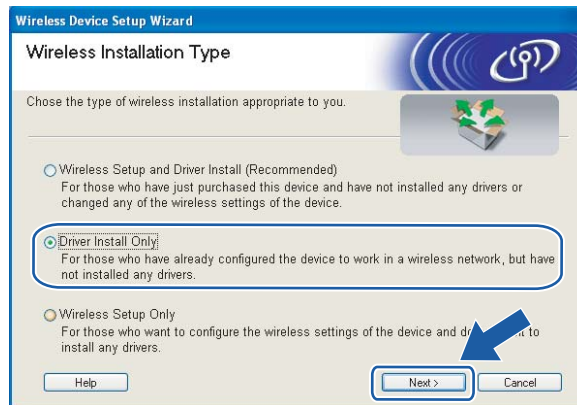 Wireless Device Setup Wizard
Wireless Installation Type
Chose the type of wireless installation appropriate to you.
Wireless Setup and Driver Install (Recommended)
For those who have just purchased this device and have not installed any drivers or
changed any of the wireless settings of the device.
Driver Install Only
For those who have already configured the device to work in a wireless network, but have
not installed any drivers.
Wireless Setup Only
For those who want to configure the wireless settings of the device and to
install any drivers.
Help
Next >
Cancel